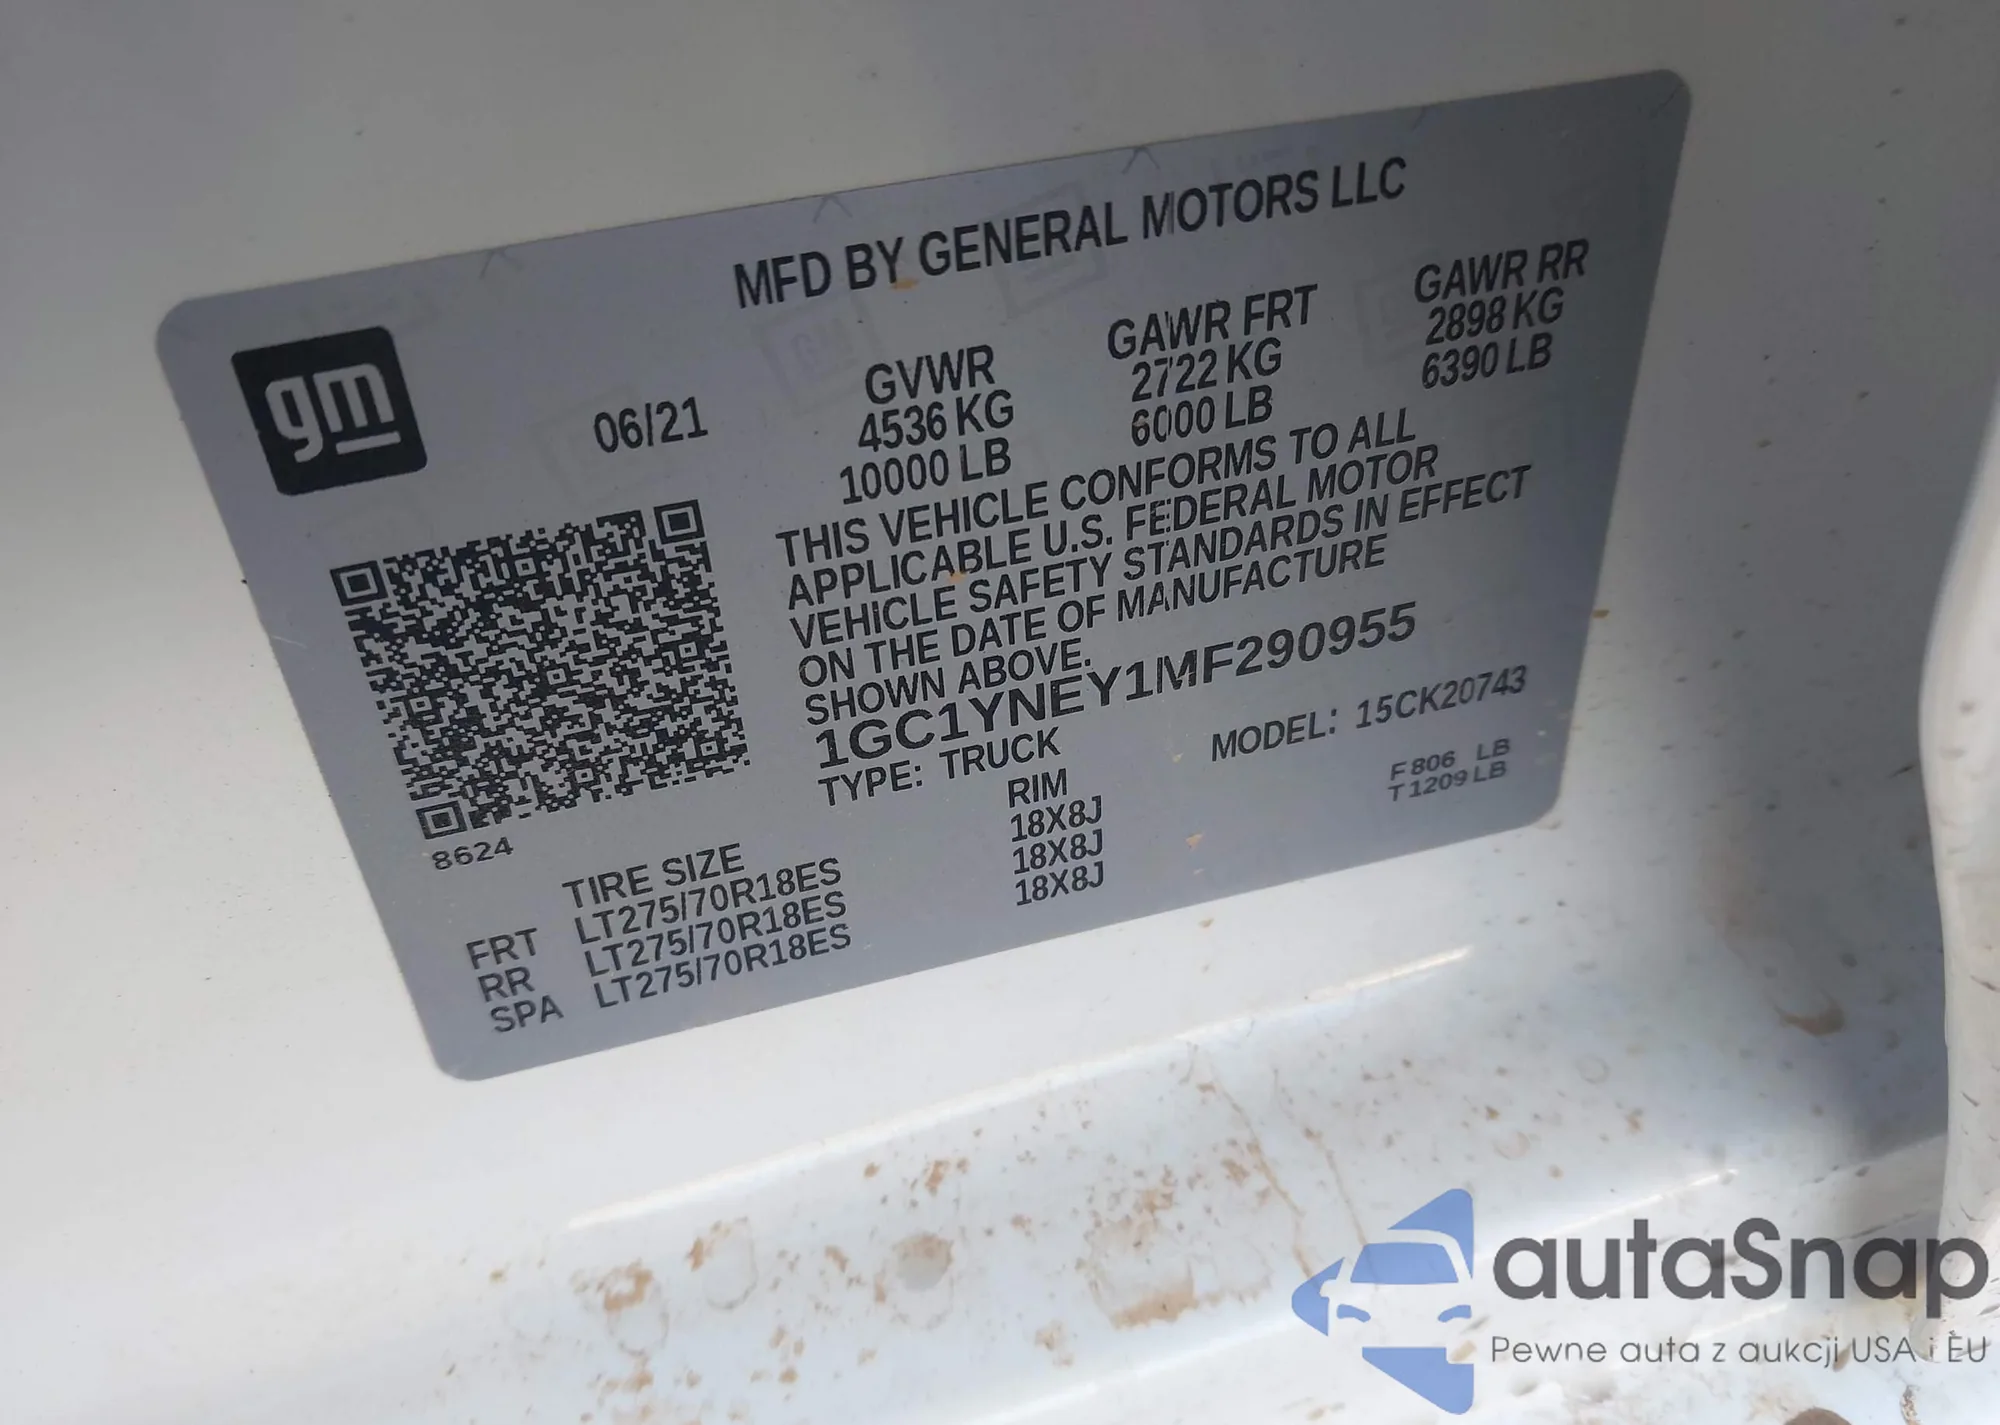 MFD BY GENERAL MOTORS LLC
gm
06/21
GVWR
4536 KG
10000 LB
GAWR FRT
2722 KG
6000 LB
GAWR RR
2898 KG
6390 LB
THIS VEHICLE CONFORMS TO ALL
APPLICABLE U.S. FEDERAL MOTOR
VEHICLE SAFETY STANDARDS IN EFFECT
ON THE DATE OF MANUFACTURE
SHOWN ABOVE.
1GC1YNEY1MF290955
TYPE: TRUCK
MODEL: 15CK20743
F 806 LB
T 1209 LB
8624
TIRE SIZE
RIM
FRT LT275/70R18ES 18X8J
RR LT275/70R18ES 18X8J
SPA LT275/70R18ES 18X8J
autaSnap
Pewne auta z aukcji USA i EU